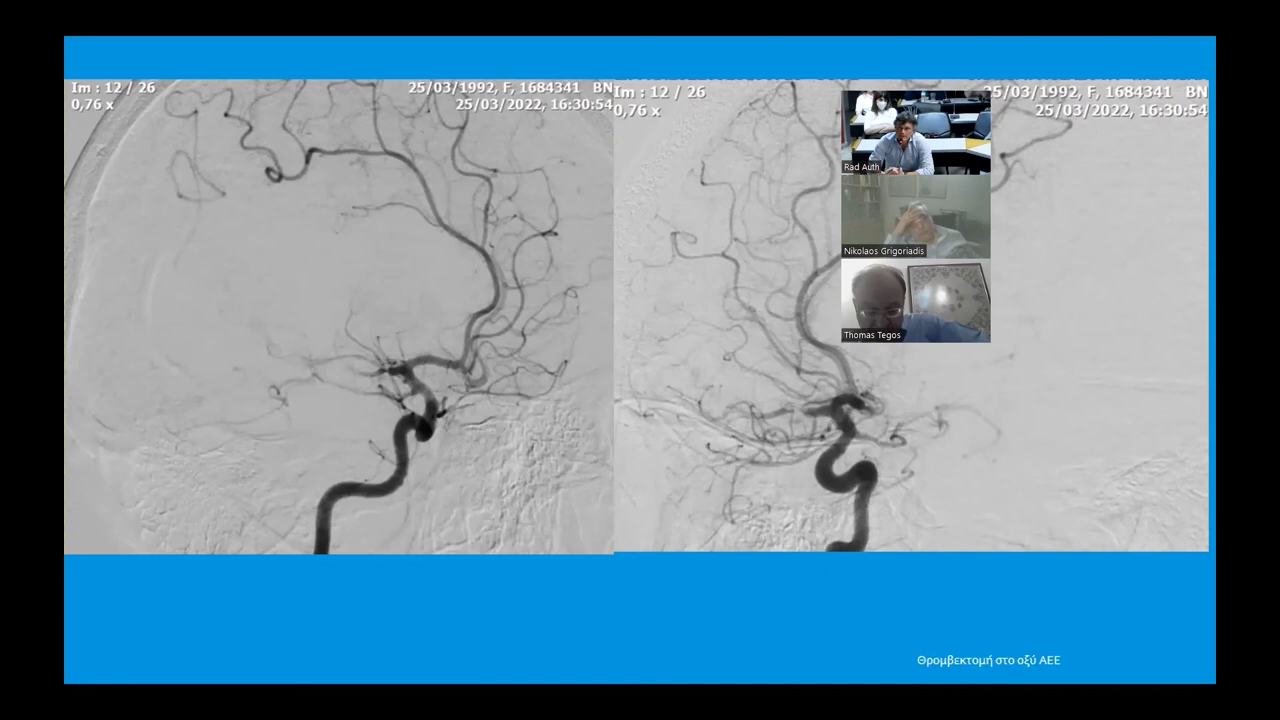 Im : 12 / 26
0,76 x
25/03/1992, F, 1684341 BN
25/03/2022, 16:30:54
Im : 12 / 26
0,76 x
25/03/1992, F, 1684341 BN
25/03/2022, 16:30:54
Rad Auth
Nikolaos Grigoriadis
Thomas Tegos
Θρομβεκτομή στο οξύ ΑΕΕ